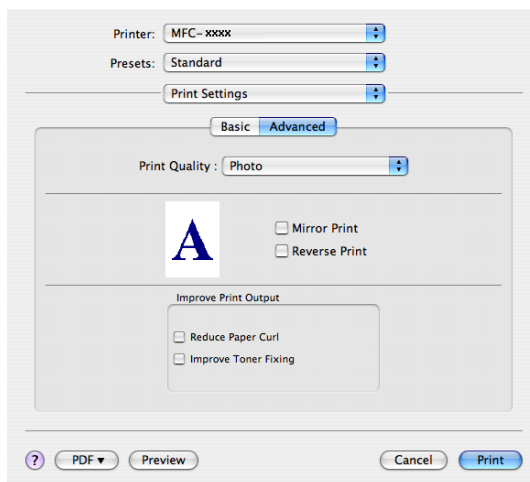 Printer: MFC- xxxx
Presets: Standard
Print Settings
Basic Advanced
Print Quality : Photo
A
Mirror Print
Reverse Print
Improve Print Output
Reduce Paper Curl
Improve Toner Fixing
? PDF▼ Preview Cancel Print